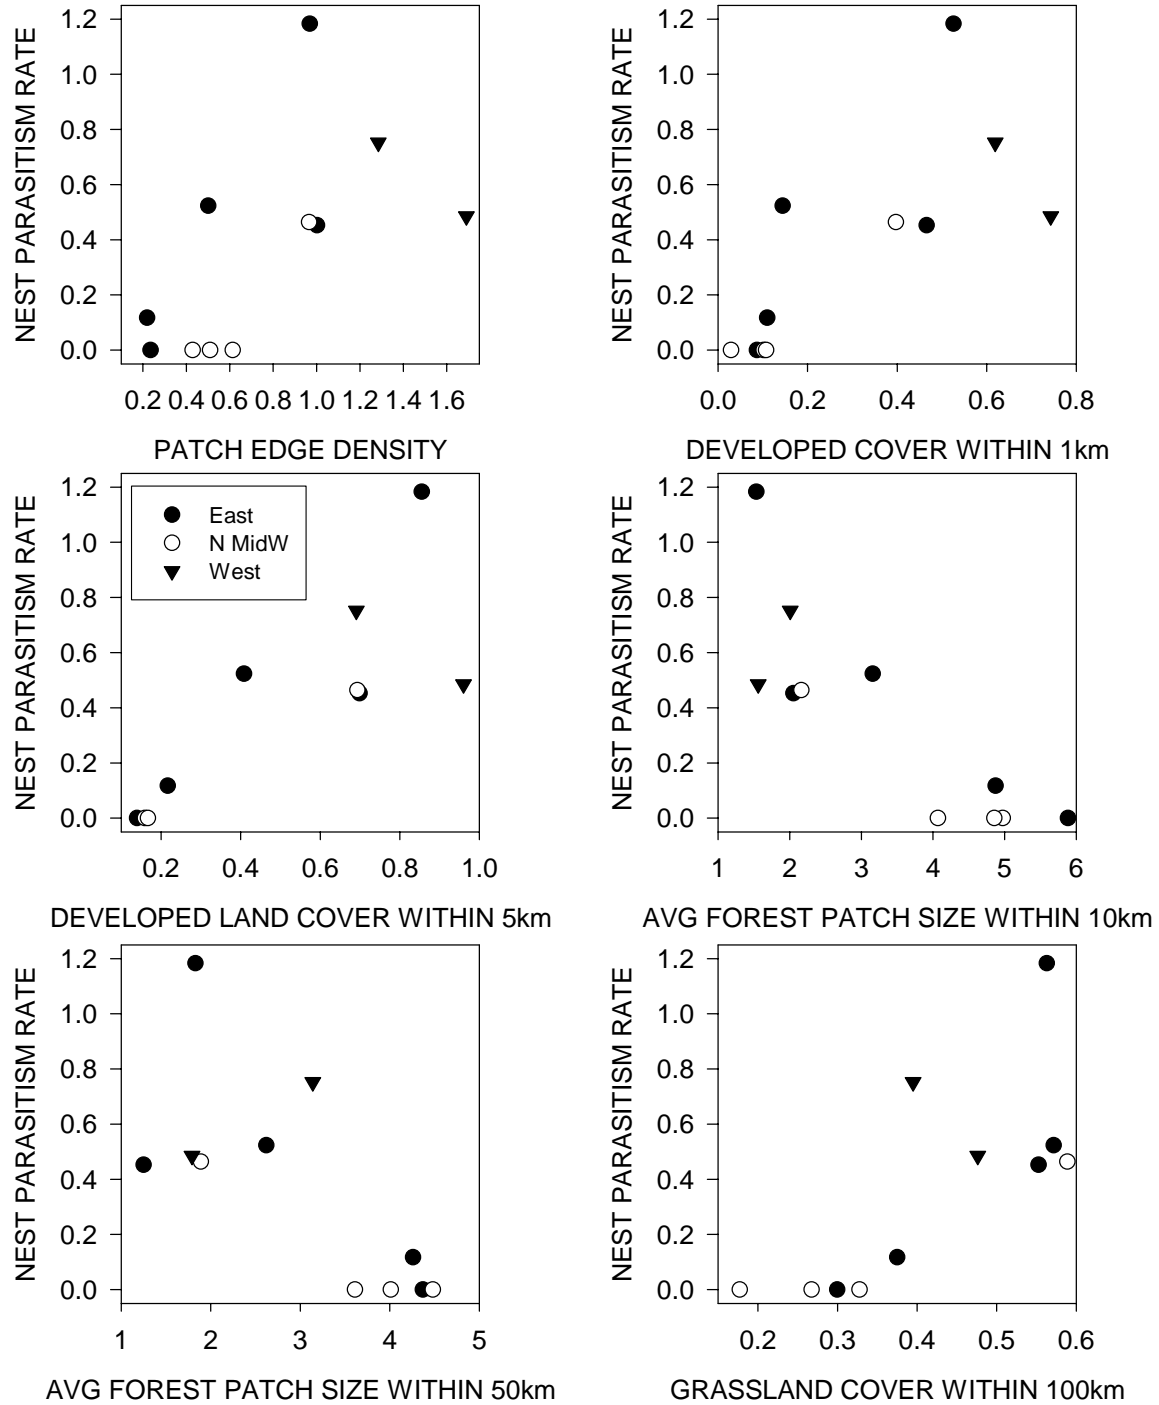 NEST PARASITISM RATE
1.2
1.0
0.8
0.6
0.4
0.2
0.0
0.2 0.4 0.6 0.8 1.0 1.2 1.4 1.6
PATCH EDGE DENSITY
NEST PARASITISM RATE
1.2
1.0
0.8
0.6
0.4
0.2
0.0
0.0 0.2 0.4 0.6 0.8
DEVELOPED COVER WITHIN 1km
NEST PARASITISM RATE
1.2
1.0
0.8
0.6
0.4
0.2
0.0
East
N MidW
West
0.2 0.4 0.6 0.8 1.0
DEVELOPED LAND COVER WITHIN 5km
NEST PARASITISM RATE
1.2
1.0
0.8
0.6
0.4
0.2
0.0
1 2 3 4 5 6
AVG FOREST PATCH SIZE WITHIN 10km
NEST PARASITISM RATE
1.2
1.0
0.8
0.6
0.4
0.2
0.0
1 2 3 4 5
AVG FOREST PATCH SIZE WITHIN 50km
NEST PARASITISM RATE
1.2
1.0
0.8
0.6
0.4
0.2
0.0
0.2 0.3 0.4 0.5 0.6
GRASSLAND COVER WITHIN 100km